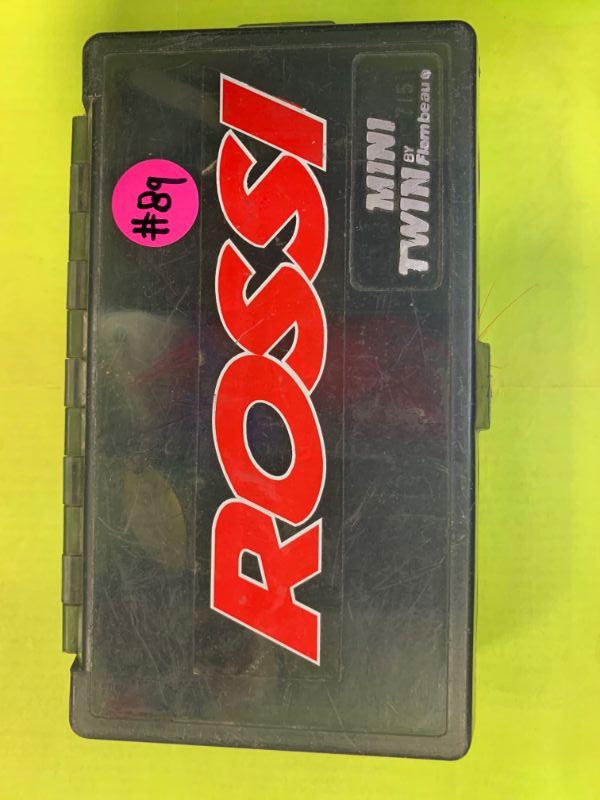 #89
ROSSI
MINI 715
BY
TWIN Flambeau